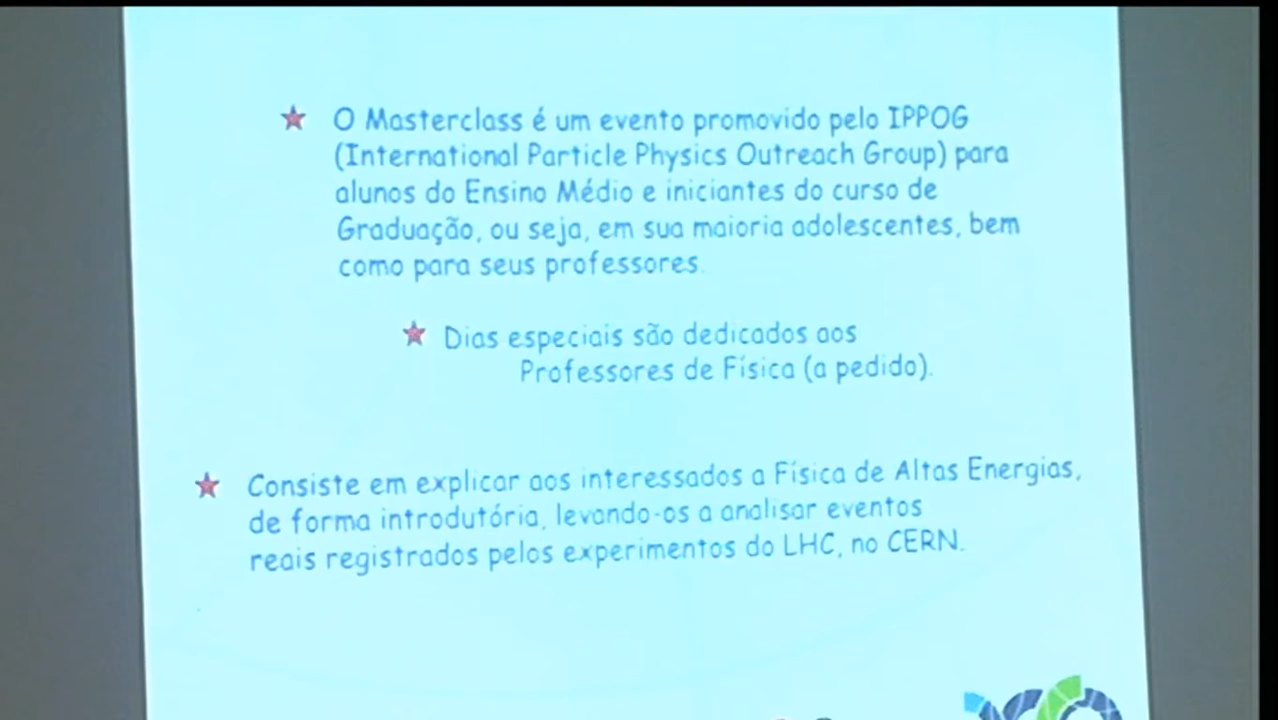 O Masterclass é um evento promovido pelo IPPOG
(International Particle Physics Outreach Group) para
alunos do Ensino Médio e iniciantes do curso de
Graduação, ou seja, em sua maioria adolescentes, bem
como para seus professores.
Dias especiais são dedicados aos
Professores de Física (a pedido).
Consiste em explicar aos interessados a Física de Altas Energias,
de forma introdutória, levando-os a analisar eventos
reais registrados pelos experimentos do LHC, no CERN.